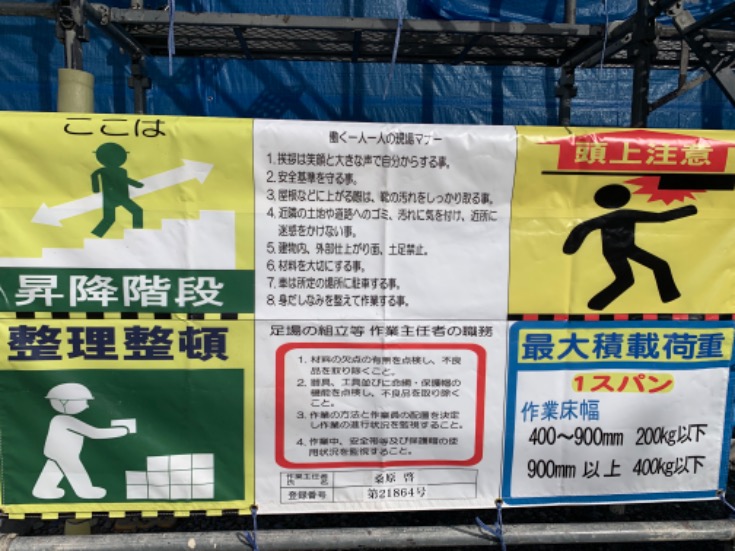 ここは
昇降階段
働く一人一人の現場マナー
1. 挨拶は笑顔と大きな声で自分からする事。
2. 安全基準を守る事。
3. 屋根などに上がる際は、靴の汚れをしっかり取る事。
4. 近隣の土地や道路へのゴミ、汚れに気を付け、近所に
迷惑をかけない事。
5. 建物内、外部仕上がり面、土足禁止。
6. 材料を大切にする事。
7. 車は所定の場所に駐車する事。
8. 身だしなみを整えて作業する事。
頭上注意
整理整頓
足場の組立等 作業主任者の職務
1. 材料の欠点の有無を点検し、不良
品を取り除くこと。
2. 器具、工具並びに命綱・保護帽の
機能を点検し、不良品を取り除く
こと。
3. 作業の方法と作業員の配置を決定
し作業の進行状況を監視すること。
4. 作業中、安全帯等及び保護帽の使
用状況を監視すること。
作業主任者
氏 名
桑原 啓
登録番号
第21864号
最大積載荷重
1スパン
作業床幅
400〜900mm 200kg以下
900mm 以上 400kg以下